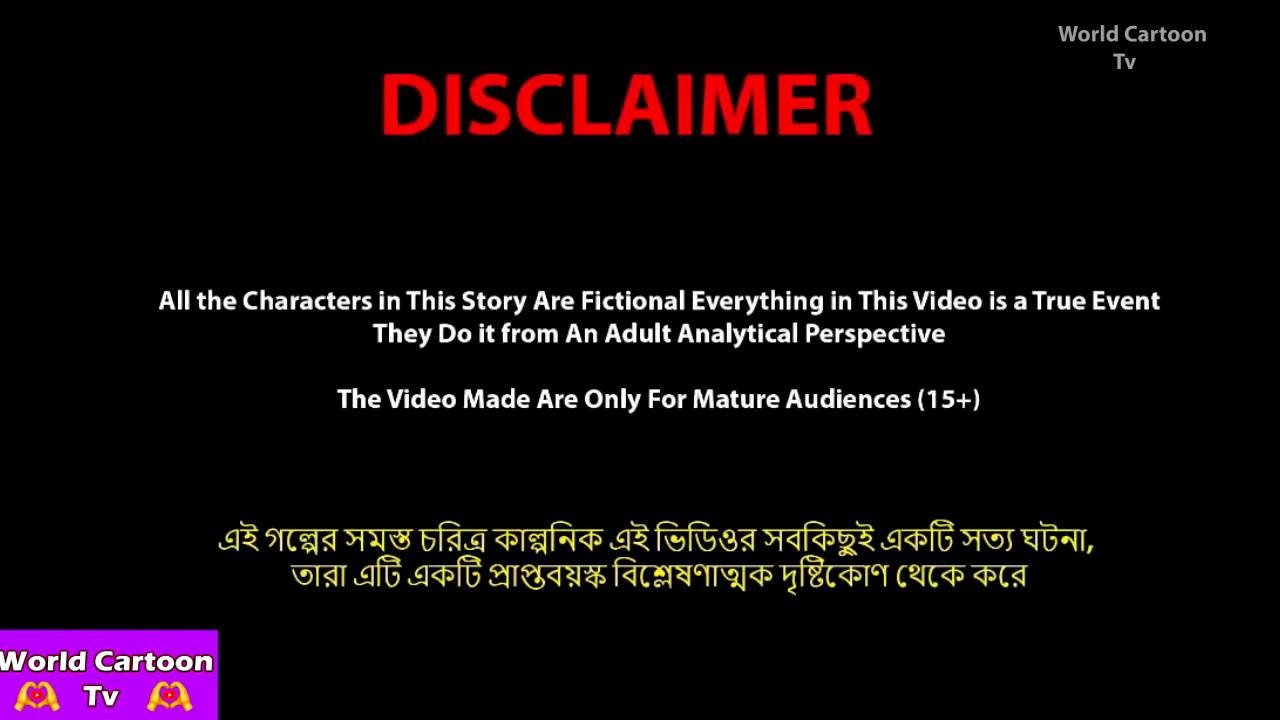 World Cartoon
Tv
DISCLAIMER
All the Characters in This Story Are Fictional Everything in This Video is a True Event
They Do it from An Adult Analytical Perspective
The Video Made Are Only For Mature Audiences (15+)
এই গল্পের সমস্ত চরিত্র কাল্পনিক এই ভিডিওর সবকিছুই একটি সত্য ঘটনা,
তারা এটি একটি প্রাপ্তবয়স্ক বিশ্লেষণাত্মক দৃষ্টিকোণ থেকে করে
World Cartoon
Tv